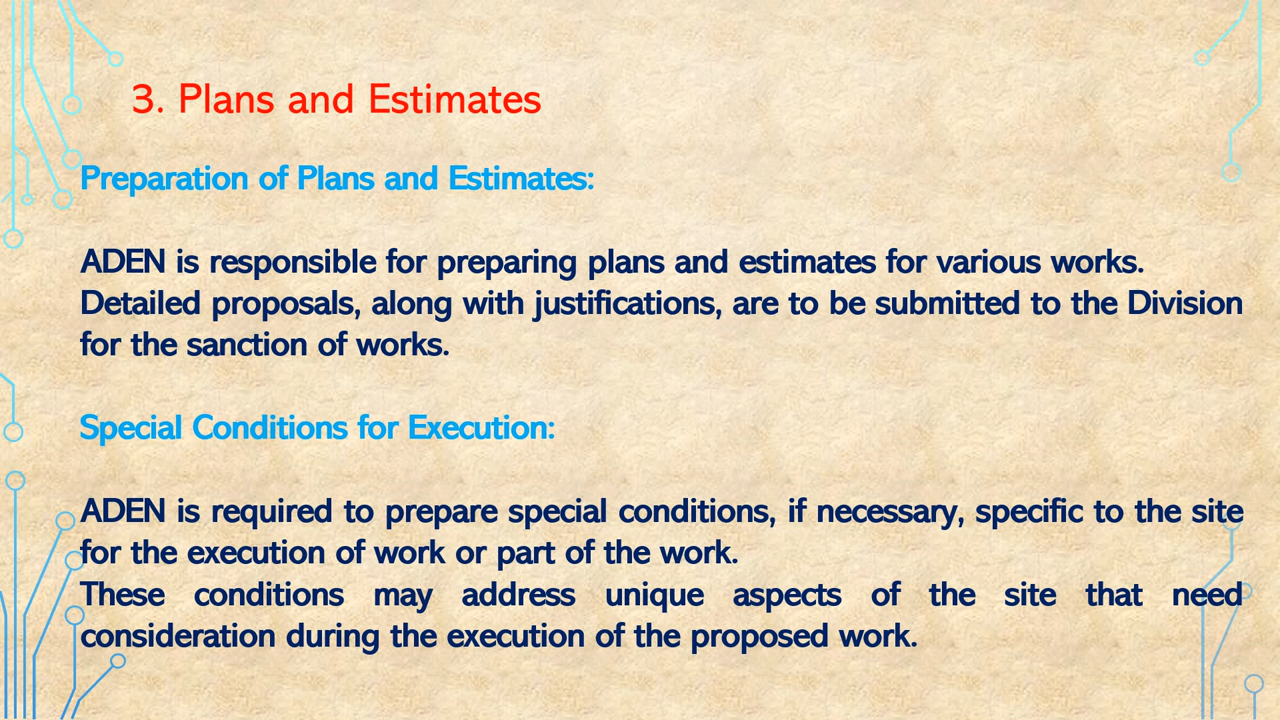 3. Plans and Estimates
Preparation of Plans and Estimates:
ADEN is responsible for preparing plans and estimates for various works.
Detailed proposals, along with justifications, are to be submitted to the Division
for the sanction of works.
Special Conditions for Execution:
ADEN is required to prepare special conditions, if necessary, specific to the site
for the execution of work or part of the work.
These conditions may address unique aspects of the site that need
consideration during the execution of the proposed work.